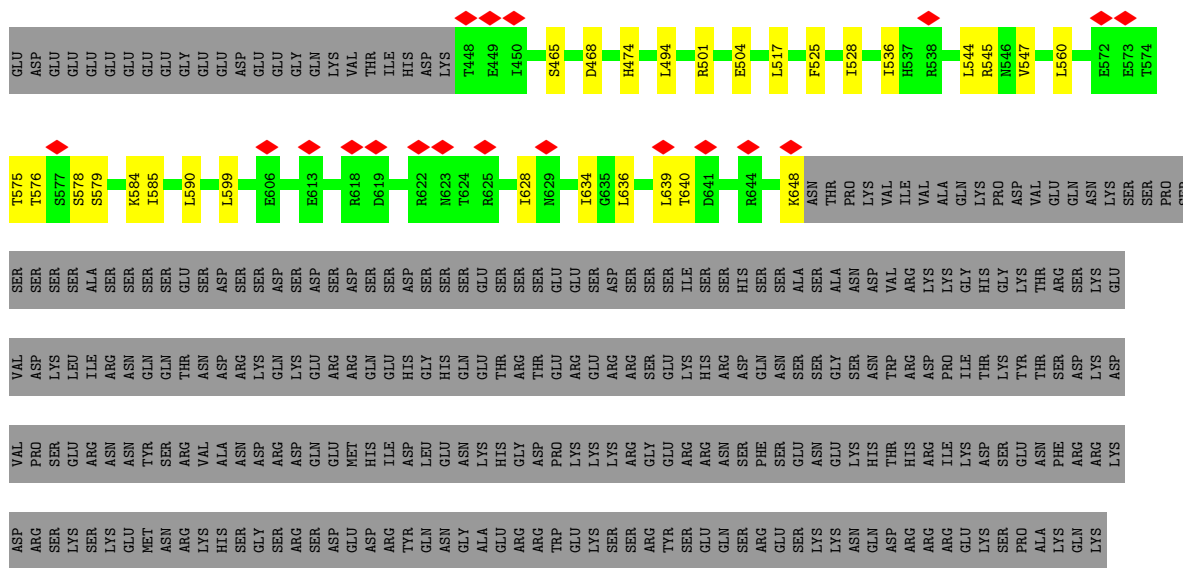 GLU ASP GLU GLU GLU GLU GLU GLU GLU GLY GLU GLU ASP GLU GLU GLY GLN LYS VAL THR ILE HIS ASP LYS T448 E449 I450 S465 D468 H474 L494 R501 E504 L517 F525 I528 I536 H537 R538 L544 R545 N546 V547 L560 E572 E573 T574
T575 T576 S577 S578 S579 K584 I585 L590 L599 E606 E613 R618 D619 R622 N623 T624 R625 I628 N629 I634 G635 L636 L639 T640 D641 R644 K648 ASN THR PRO LYS VAL ILE VAL ALA GLN LYS PRO ASP VAL GLU GLN ASN LYS SER SER PRO SER
SER SER SER SER ALA SER SER SER SER GLU SER ASP SER SER ASP SER ASP SER ASP SER SER ASP SER SER GLU SER SER SER GLU GLU SER ASP SER SER SER SER ILE SER SER HIS SER SER ALA SER ALA ASN ASP VAL ARG LYS LYS GLY HIS GLY LYS THR ARG SER LYS GLU
VAL ASP LYS LEU ILE ARG ASN GLN GLN THR ASN ASP ARG LYS GLN LYS GLU ARG ARG GLN GLU HIS GLY HIS GLN GLU THR ARG THR GLU ARG GLU ARG ARG SER GLU LYS HIS ARG ASP GLN ASN SER SER GLY SER ASN TRP ARG ASP PRO ILE THR LYS TYR THR SER ASP LYS ASP
VAL PRO SER GLU ARG ASN ASN TYR SER ARG VAL ALA ASN ASP ARG ASP GLN GLU MET HIS ILE ASP LEU GLU ASN LYS HIS GLY ASP PRO LYS LYS LYS ARG GLY GLU ARG ARG ASN SER PHE SER GLU ASN GLU LYS HIS THR HIS ARG ILE LYS ASP SER GLU ASN PHE ARG ARG LYS
ASP ARG SER LYS SER LYS GLU MET ASN ARG LYS HIS SER GLY SER ARG SER ASP GLU ASP ARG TYR GLN ASN GLY ALA GLU ARG ARG TRP GLU LYS SER SER ARG TYR SER GLU GLN SER ARG GLU SER LYS LYS ASN GLN ASP ARG ARG ARG GLU LYS SER PRO ALA LYS GLN LYS